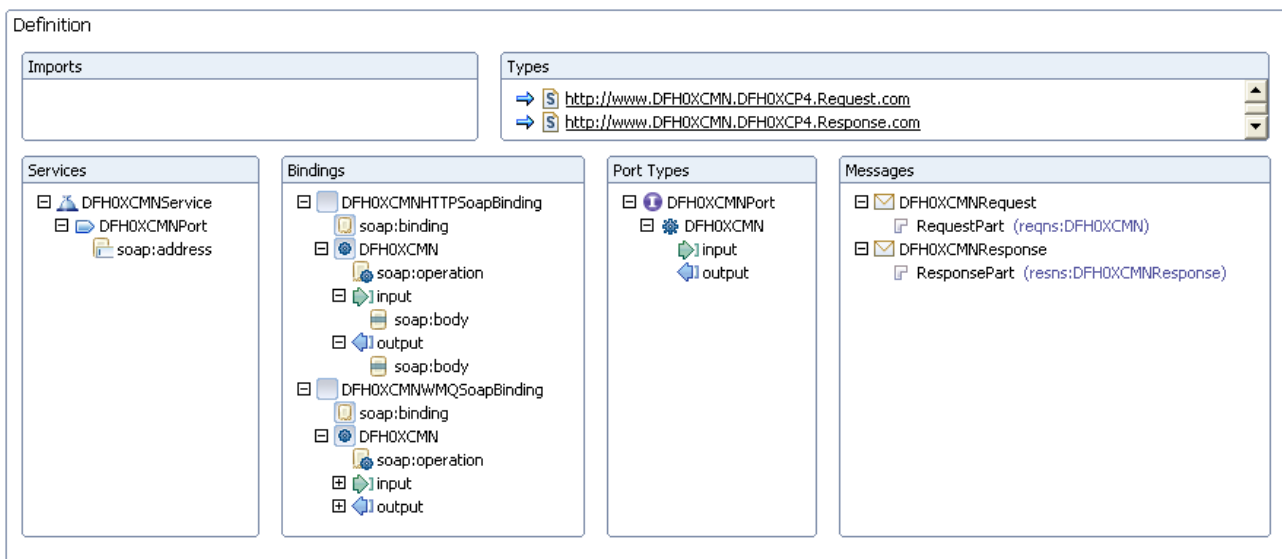 Definition
Imports
Types
http://www.DFH0XCMN.DFH0XCP4.Request.com
http://www.DFH0XCMN.DFH0XCP4.Response.com
Services
DFH0XCMNService
DFH0XCMNPort
soap:address
Bindings
DFH0XCMNHTTPSoapBinding
soap:binding
DFH0XCMN
soap:operation
input
soap:body
output
soap:body
DFH0XCMNWMQSoapBinding
soap:binding
DFH0XCMN
soap:operation
input
output
Port Types
DFH0XCMNPort
DFH0XCMN
input
output
Messages
DFH0XCMNRequest
RequestPart (reqns:DFH0XCMN)
DFH0XCMNResponse
ResponsePart (resns:DFH0XCMNResponse)